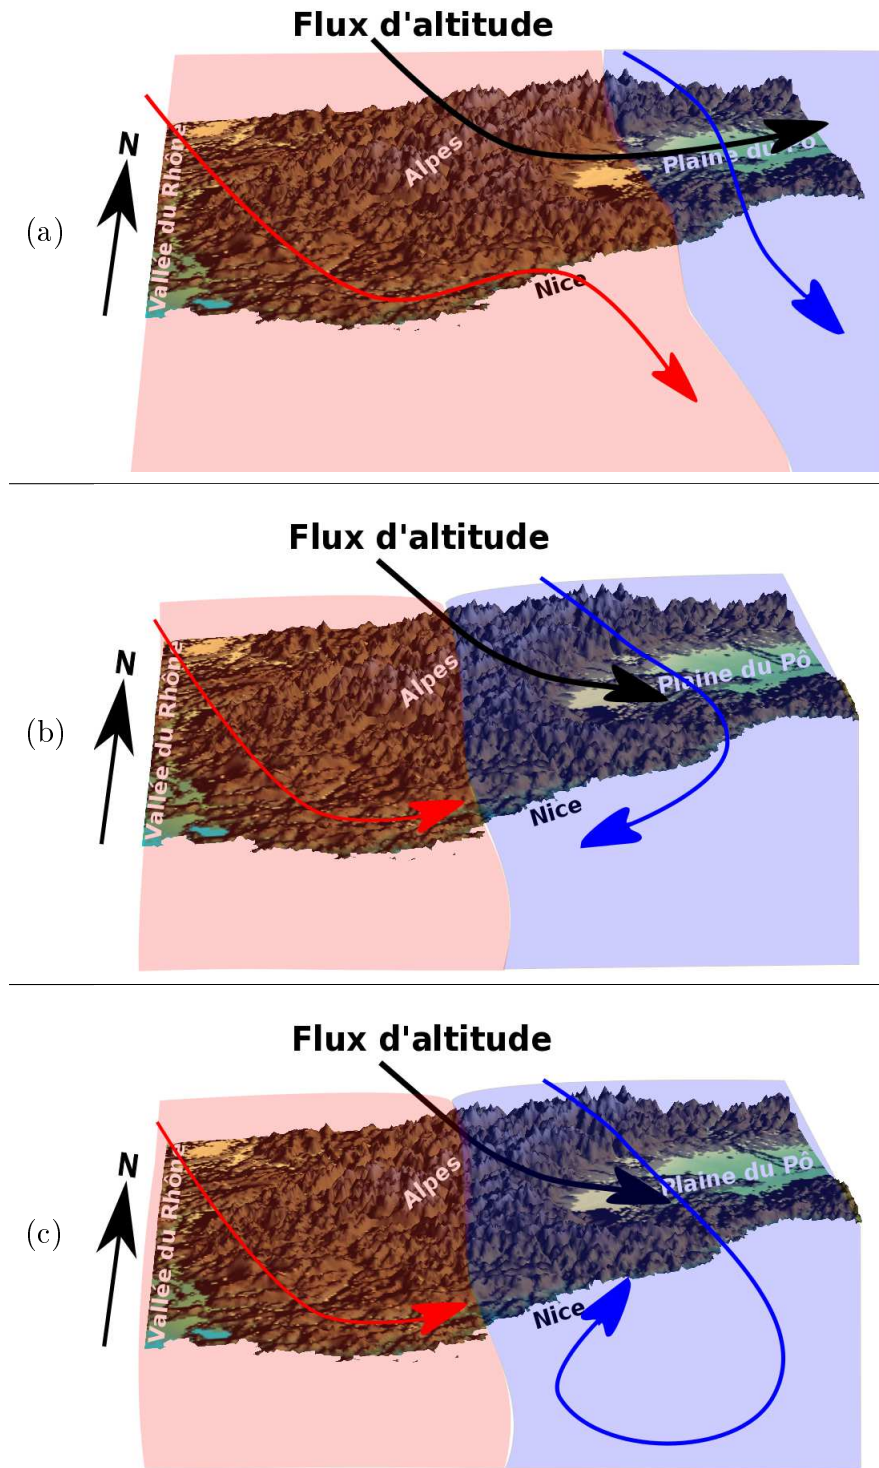 Flux d'altitude
N
Vallée du Rhône
Alpes
Plaine du Pô
Nice
(a)
Flux d'altitude
N
Vallée du Rhône
Alpes
Plaine du Pô
Nice
(b)
Flux d'altitude
N
Vallée du Rhône
Alpes
Plaine du Pô
Nice
(c)